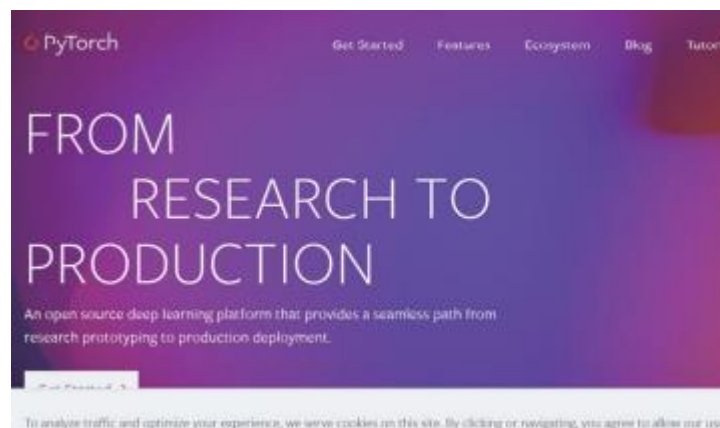 PyTorch
Get Started Features Ecosystem Blog
FROM
RESEARCH TO
PRODUCTION
An open source deep learning platform that provides a seamless path from
research prototyping to production deployment.
Get Started
To analyze traffic and optimize your experience, we serve cookies on this site. By clicking or navigating, you agree to allow our